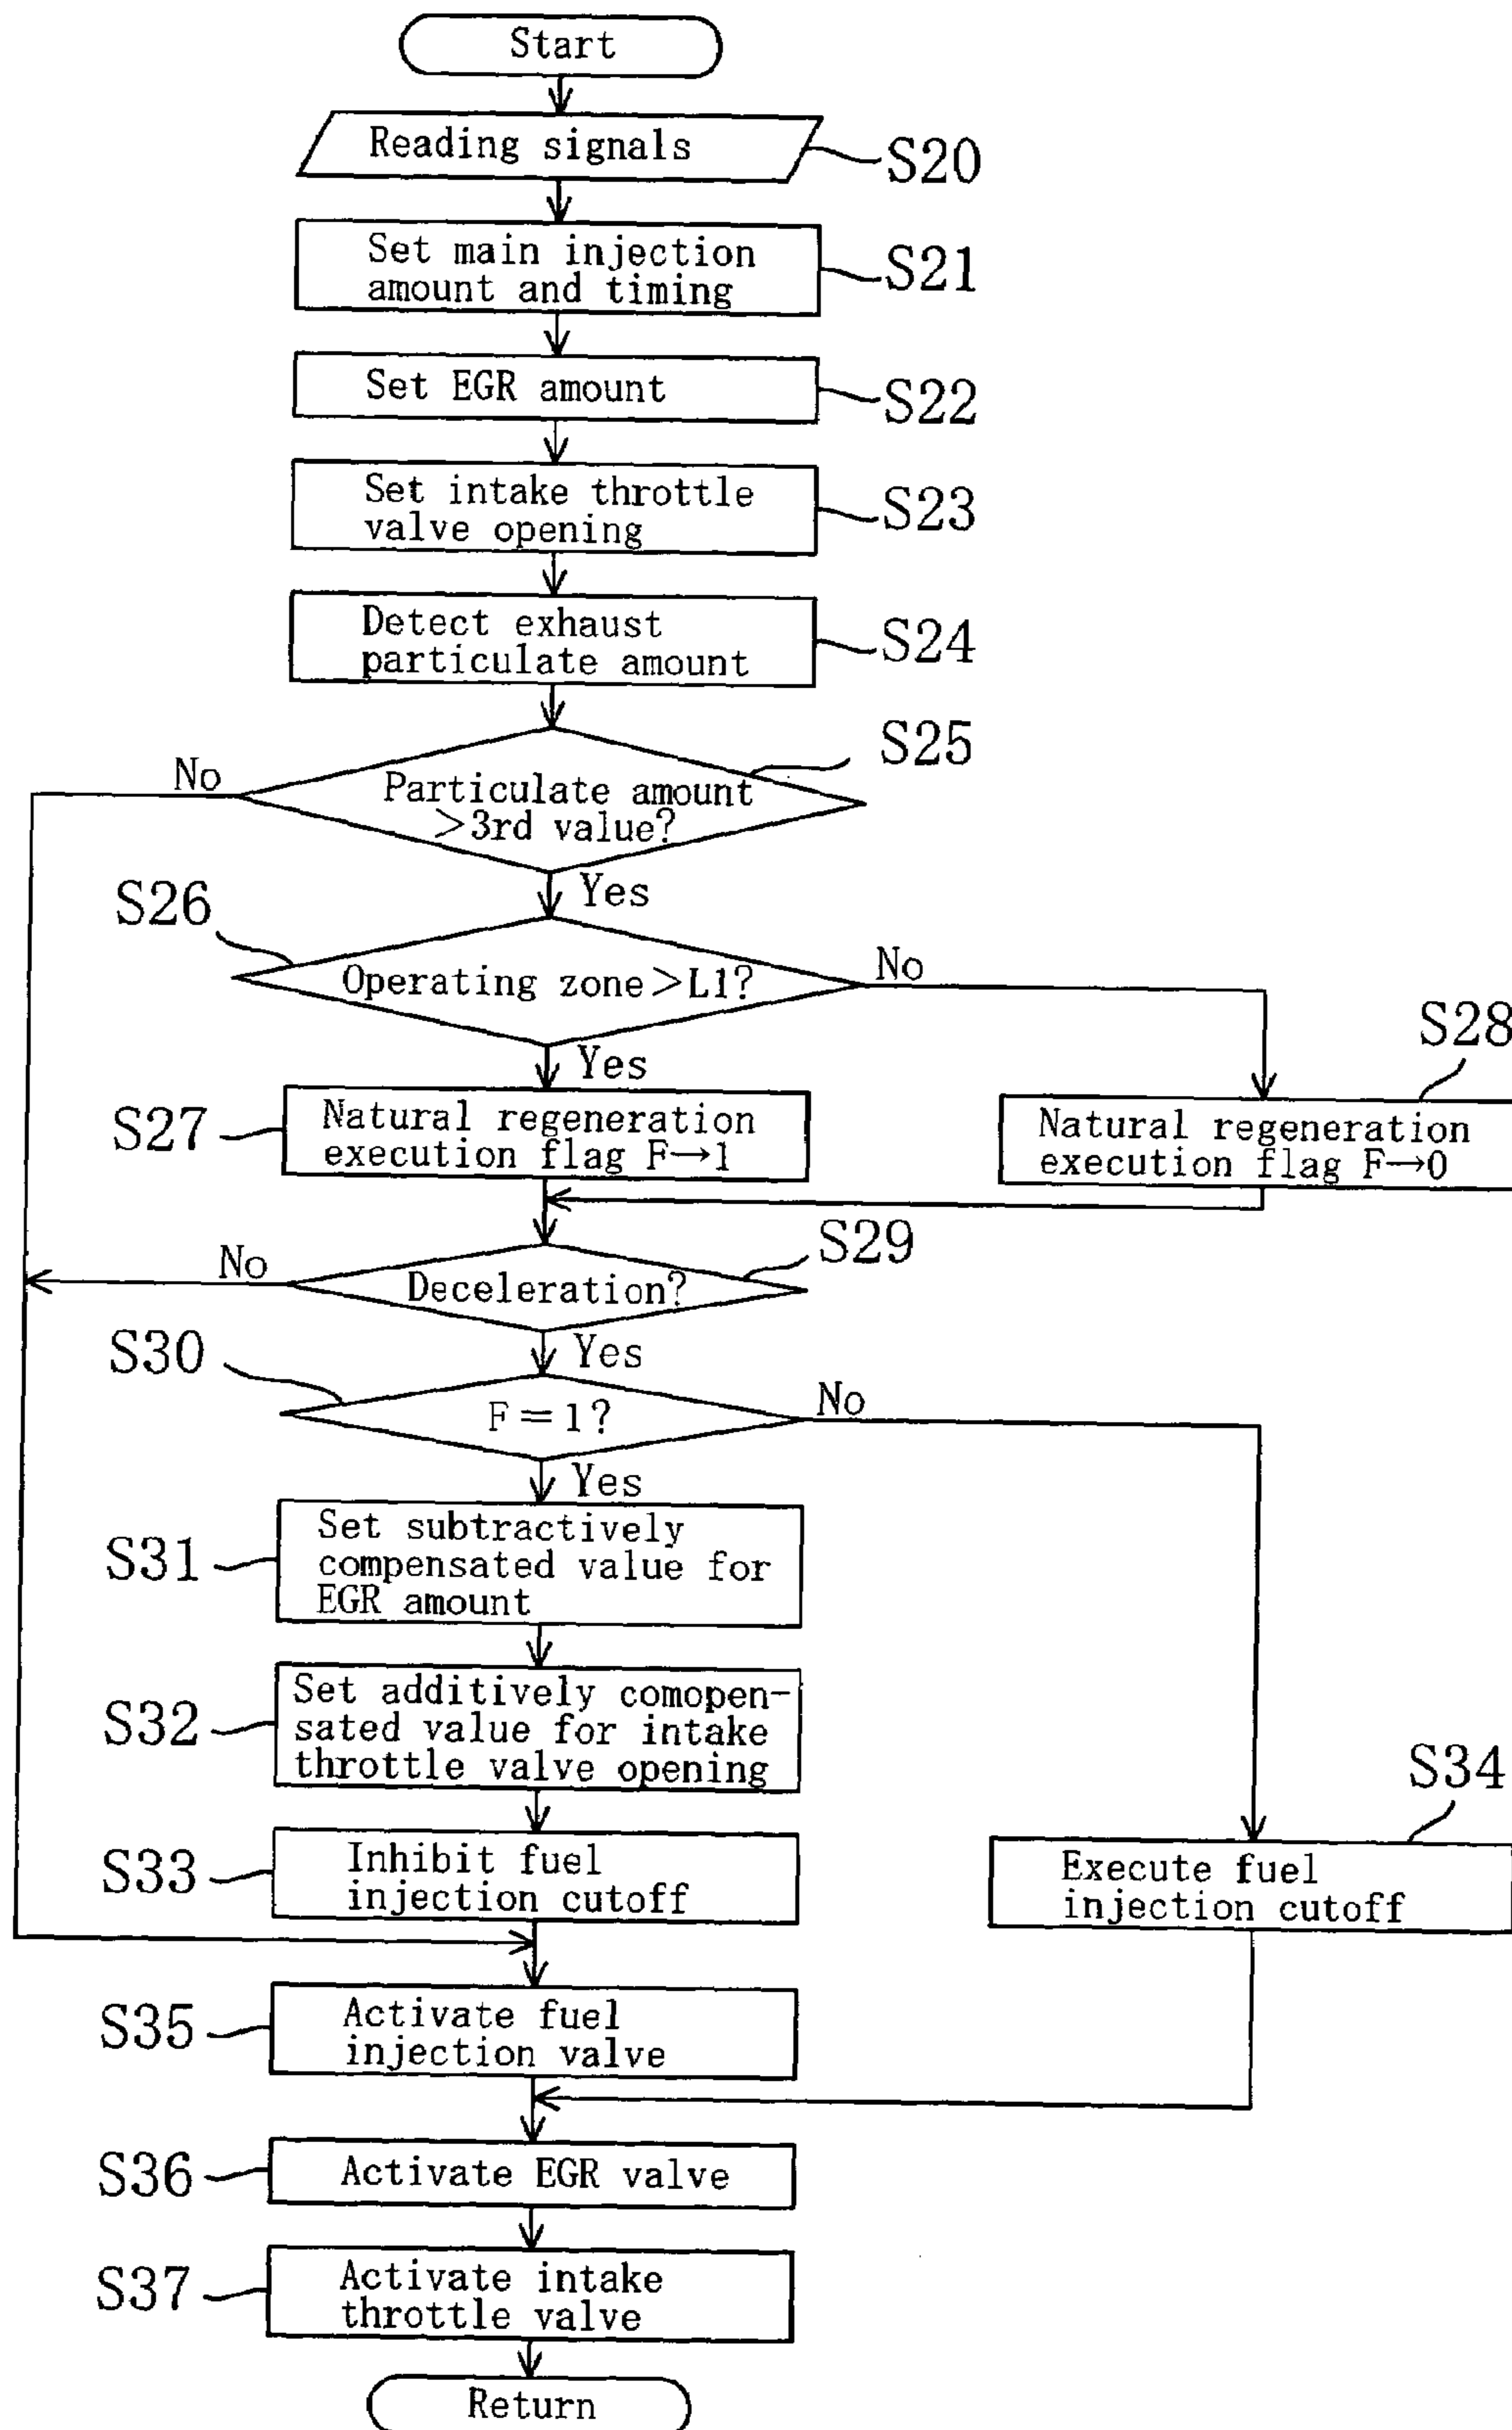 Start
Reading signals
S20
Set main injection
amount and timing
S21
Set EGR amount
S22
Set intake throttle
valve opening
S23
Detect exhaust
particulate amount
S24
S25
No
Particulate amount
>3rd value?
Yes
S26
Operating zone>L1?
No
Yes
S28
S27
Natural regeneration
execution flag F→1
Natural regeneration
execution flag F→0
S29
No
Deceleration?
Yes
S30
F=1?
No
Yes
S31
Set subtractively
compensated value for
EGR amount
S32
Set additively comopen-
sated value for intake
throttle valve opening
S34
S33
Inhibit fuel
injection cutoff
Execute fuel
injection cutoff
S35
Activate fuel
injection valve
S36
Activate EGR valve
S37
Activate intake
throttle valve
Return